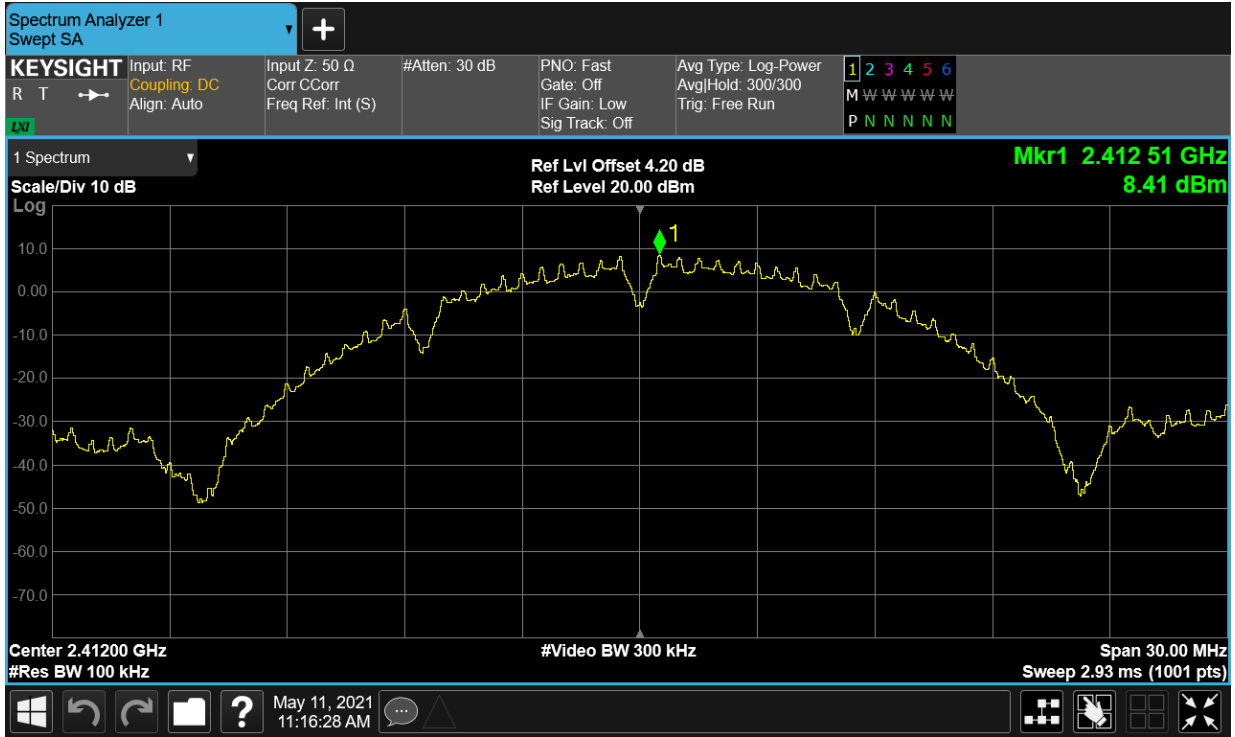 Spectrum Analyzer 1
Swept SA
KEYSIGHT
R T
LXI
Input: RF
Coupling: DC
Align: Auto
Input Z: 50 Ω
Corr CCorr
Freq Ref: Int (S)
#Atten: 30 dB
PNO: Fast
Gate: Off
IF Gain: Low
Sig Track: Off
Avg Type: Log-Power
Avg|Hold: 300/300
Trig: Free Run
1 2 3 4 5 6
M W W W W W
P N N N N N
1 Spectrum
Scale/Div 10 dB
Log
Ref Lvl Offset 4.20 dB
Ref Level 20.00 dBm
Mkr1 2.412 51 GHz
8.41 dBm
1
10.0
0.00
-10.0
-20.0
-30.0
-40.0
-50.0
-60.0
-70.0
Center 2.41200 GHz
#Res BW 100 kHz
#Video BW 300 kHz
Span 30.00 MHz
Sweep 2.93 ms (1001 pts)
?
May 11, 2021
11:16:28 AM